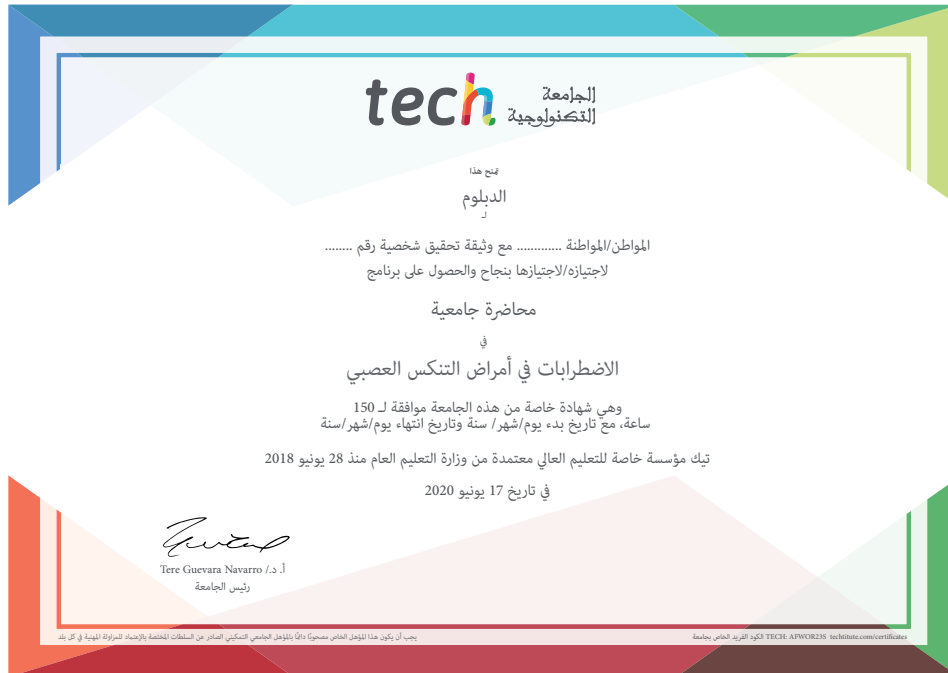 tech الجامعة
التكنولوجية
تمنح هذا
الدبلوم
لـ
المواطن/المواطنة ............. مع وثيقة تحقيق شخصية رقم ........
لاجتيازه/لاجتيازها بنجاح والحصول على برنامج
محاضرة جامعية
في
الاضطرابات في أمراض التنكس العصبي
وهي شهادة خاصة من هذه الجامعة موافقة لـ 150
ساعة، مع تاريخ بدء يوم/شهر/ سنة وتاريخ انتهاء يوم/شهر/سنة
تيك مؤسسة خاصة للتعليم العالي معتمدة من وزارة التعليم العام منذ 28 يونيو 2018
في تاريخ 17 يونيو 2020
أ. د./ Tere Guevara Navarro
رئيس الجامعة
يجب أن يكون هذا المؤهل الخاص مصحوبًا دائمًا بالمؤهل الجامعي التمكيني الصادر عن السلطات المختصة بالإعتماد للمزاولة المهنية في كل بلد
الكود الفريد الخاص بجامعة TECH: AFWOR23S techtitute.com/certificates